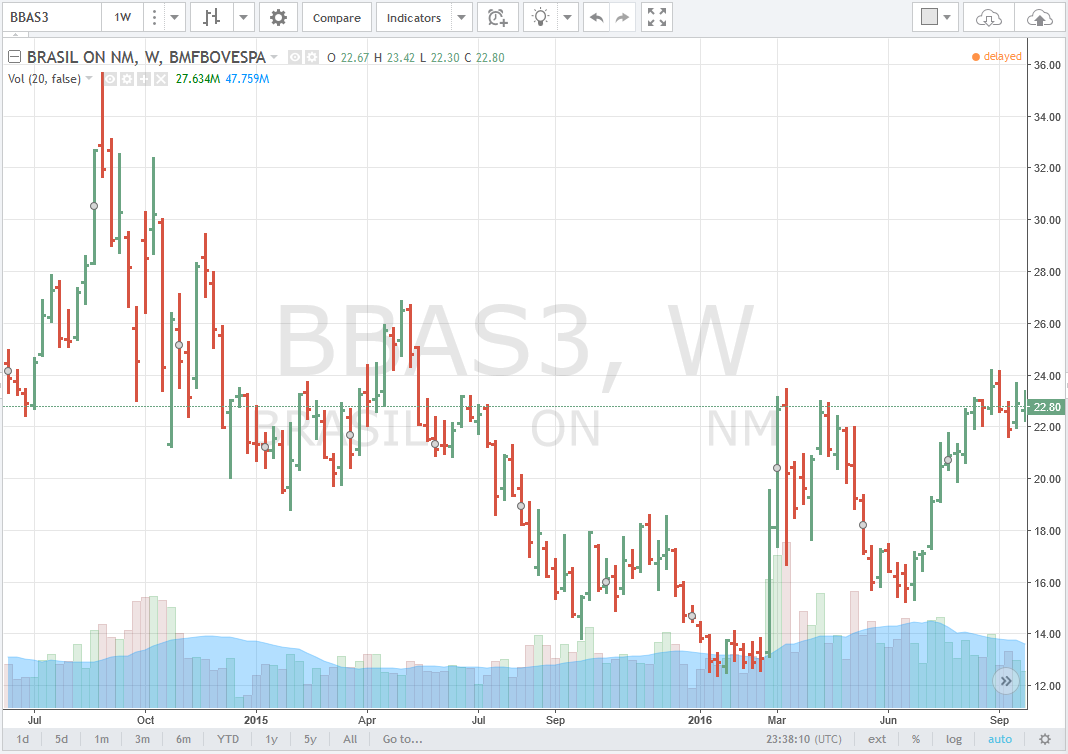 BBAS3 1W Compare Indicators
BRASIL ON NM, W, BMFBOVESPA O 22.67 H 23.42 L 22.30 C 22.80
delayed
Vol (20, false) 27.634M 47.759M
36.00
34.00
32.00
30.00
28.00
26.00
24.00
22.80
22.00
20.00
18.00
16.00
14.00
12.00
BBAS3, W
BRASIL ON NM
Jul Oct 2015 Apr Jul Sep 2016 Mar Jun Sep
1d 5d 1m 3m 6m YTD 1y 5y All Go to... 23:38:10 (UTC) ext % log auto